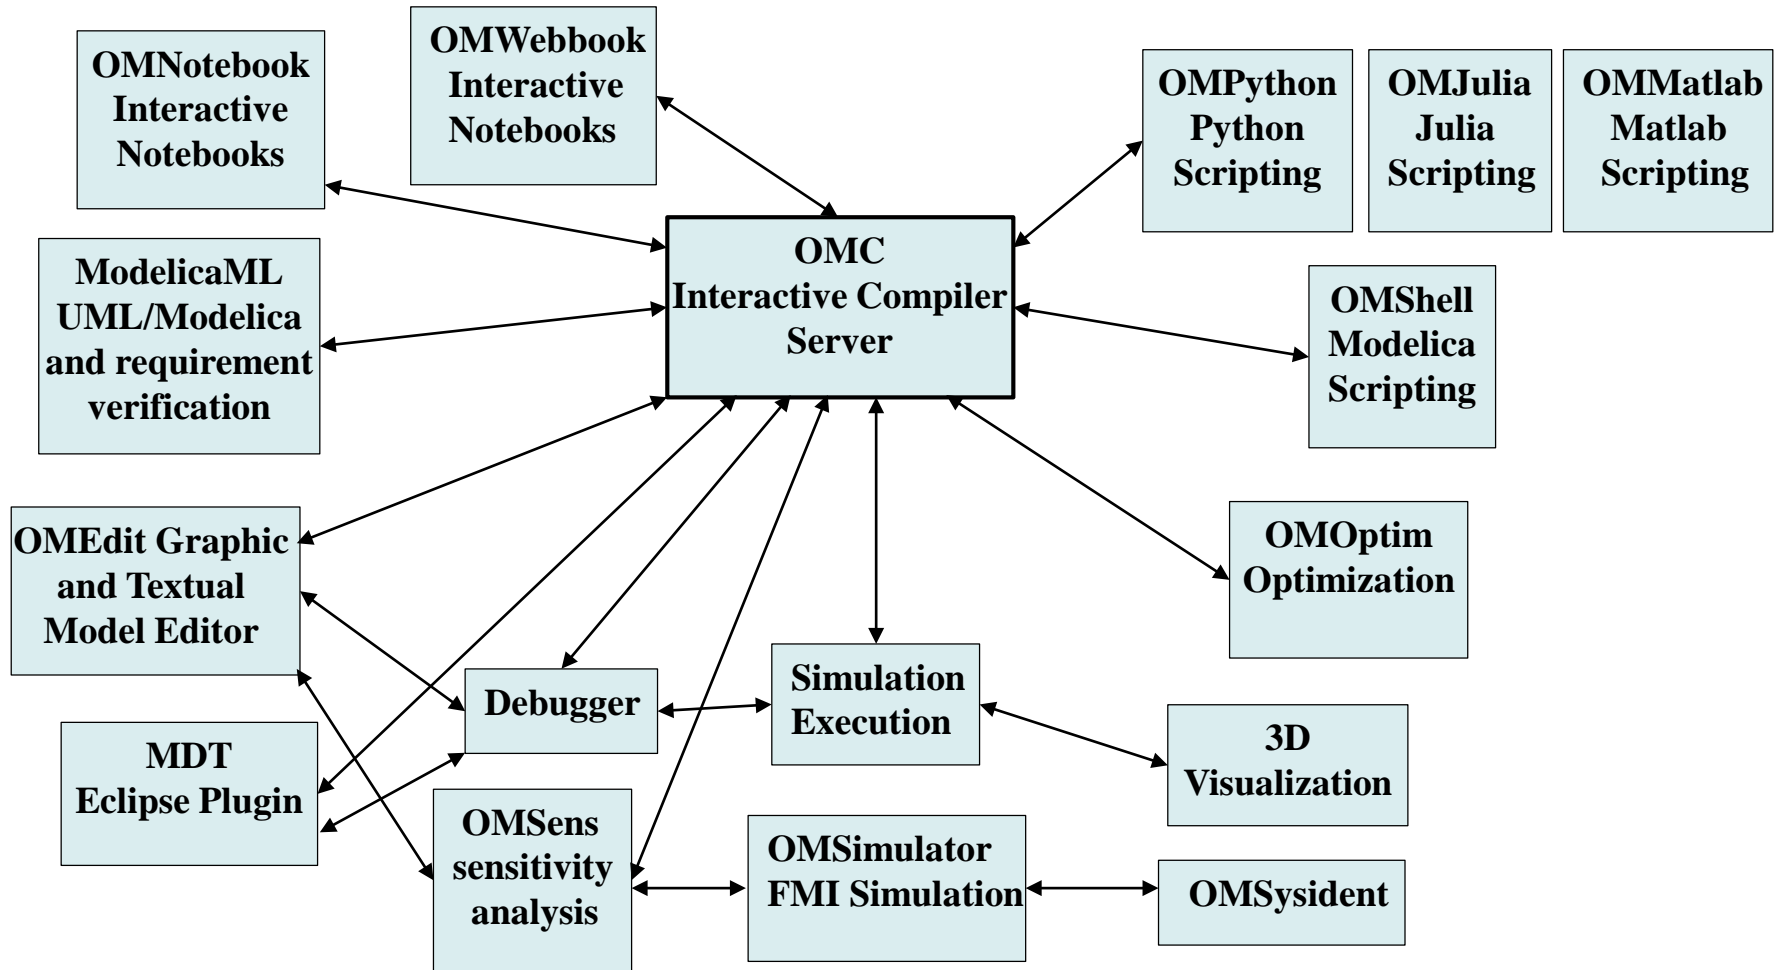 OMNotebook
Interactive
Notebooks
OMWebbook
Interactive
Notebooks
OMPython
Python
Scripting
OMJulia
Julia
Scripting
OMMatlab
Matlab
Scripting
ModelicaML
UML/Modelica
and requirement
verification
OMC
Interactive Compiler
Server
OMShell
Modelica
Scripting
OMEdit Graphic
and Textual
Model Editor
OMOptim
Optimization
Debugger
Simulation
Execution
MDT
Eclipse Plugin
3D
Visualization
OMSens
sensitivity
analysis
OMSimulator
FMI Simulation
OMSysident